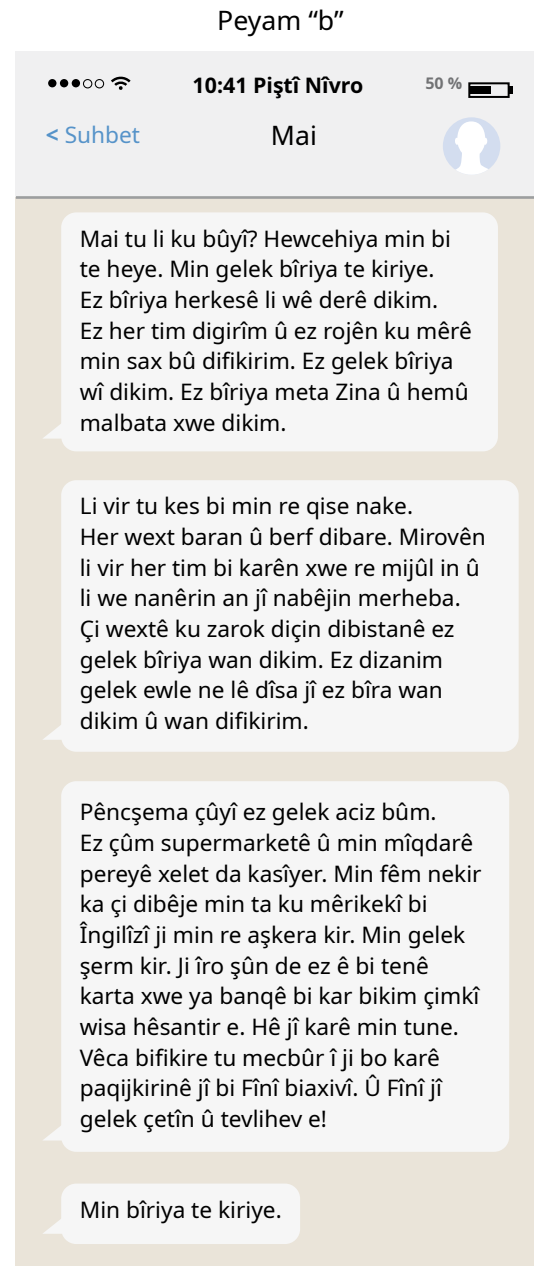 Peyam “b”
10:41 Piştî Nîvro
50 %
< Suhbet
Mai
Mai tu li ku bûyî? Hewcehiya min bi
te heye. Min gelek bîriya te kiriye.
Ez bîriya herkesê li wê derê dikim.
Ez her tim digirîm û ez rojên ku mêrê
min sax bû difikirim. Ez gelek bîriya
wî dikim. Ez bîriya meta Zina û hemû
malbata xwe dikim.
Li vir tu kes bi min re qise nake.
Her wext baran û berf dibare. Mirovên
li vir her tim bi karên xwe re mijûl in û
li we nanêrin an jî nabêjin merheba.
Çi wextê ku zarok diçin dibistanê ez
gelek bîriya wan dikim. Ez dizanim
gelek ewle ne lê dîsa jî ez bîra wan
dikim û wan difikirim.
Pêncşema çûyî ez gelek aciz bûm.
Ez çûm supermarketê û min mîqdarê
pereyê xelet da kasîyer. Min fêm nekir
ka çi dibêje min ta ku mêrikekî bi
Îngilîzî ji min re aşkera kir. Min gelek
şerm kir. Ji îro şûn de ez ê bi tenê
karta xwe ya banqê bi kar bikim çimkî
wisa hêsantir e. Hê jî karê min tune.
Vêca bifikire tu mecbûr î ji bo karê
paqijkirinê jî bi Fînî biaxivî. Û Fînî jî
gelek çetîn û tevlihev e!
Min bîriya te kiriye.